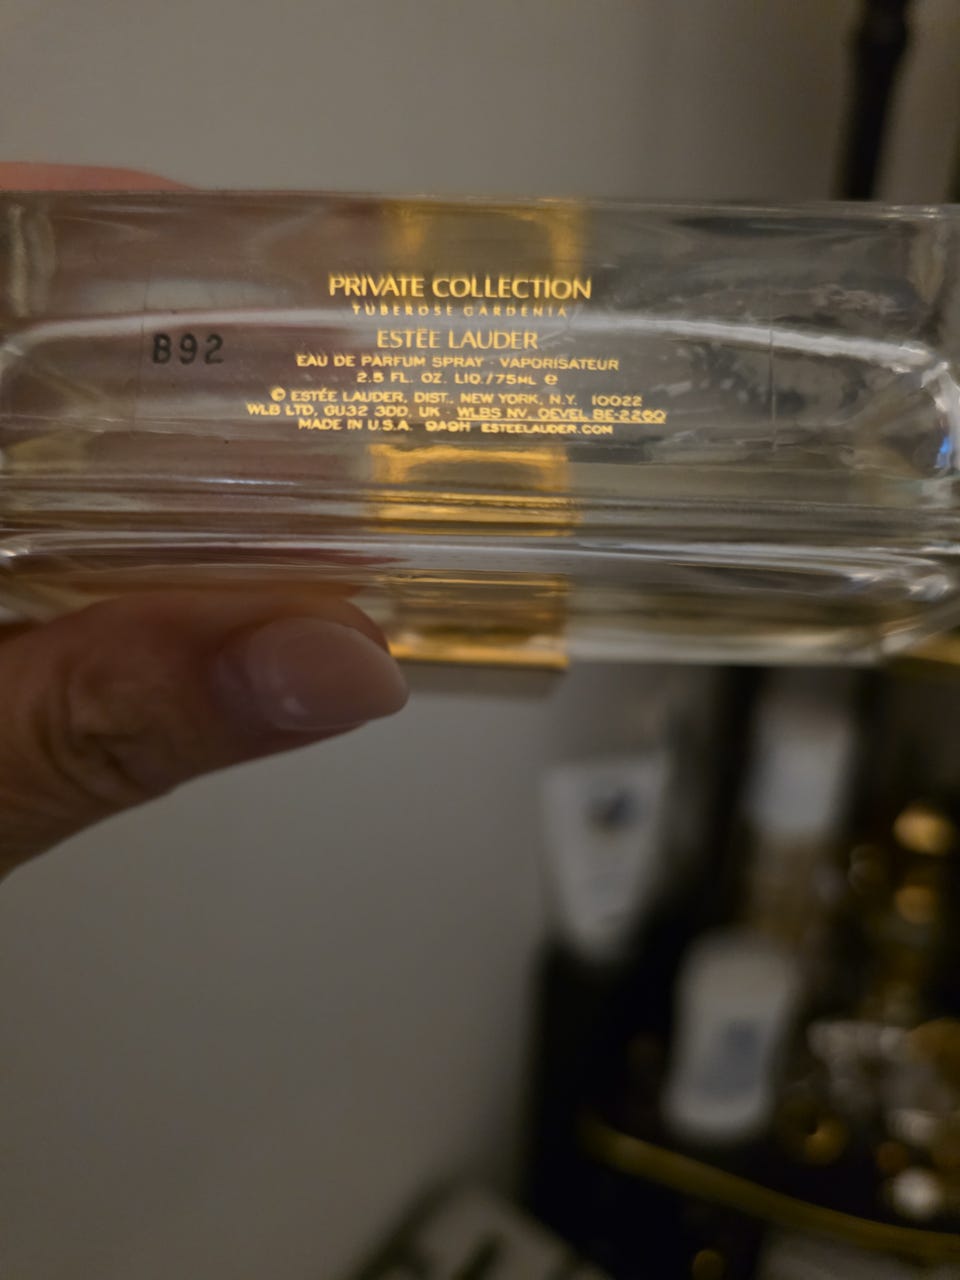 PRIVATE COLLECTION
TUBEROSE GARDENIA
B92
ESTĒE LAUDER
EAU DE PARFUM SPRAY · VAPORISATEUR
2.5 FL. OZ. LIQ./75ML e
© ESTÉE LAUDER, DIST., NEW YORK, N.Y. 10022
WLB LTD, GU32 3DD, UK · WLBS NV, OEVEL BE-2260
MADE IN U.S.A. 9A9H ESTEELAUDER.COM